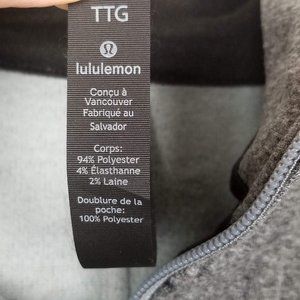 TTG
lululemon
Conçu à
Vancouver
Fabriqué au
Salvador
Corps:
94% Polyester
4% Élasthanne
2% Laine
Doublure de la
poche:
100% Polyester